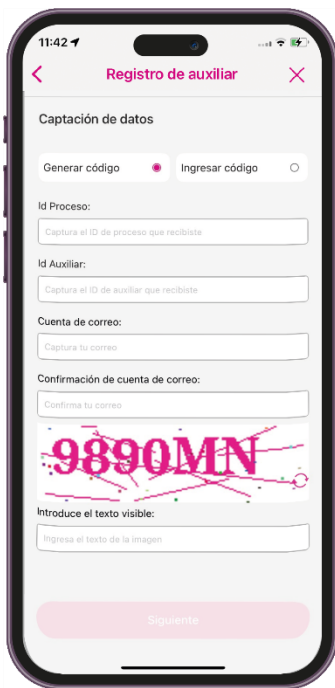 11:42
Registro de auxiliar
Captación de datos
Generar código Ingresar código
Id Proceso:
Captura el ID de proceso que recibiste
Id Auxiliar:
Captura el ID de auxiliar que recibiste
Cuenta de correo:
Captura tu correo
Confirmación de cuenta de correo:
Confirma tu correo
9890MN
Introduce el texto visible:
Ingresa el texto de la imagen
Siguiente